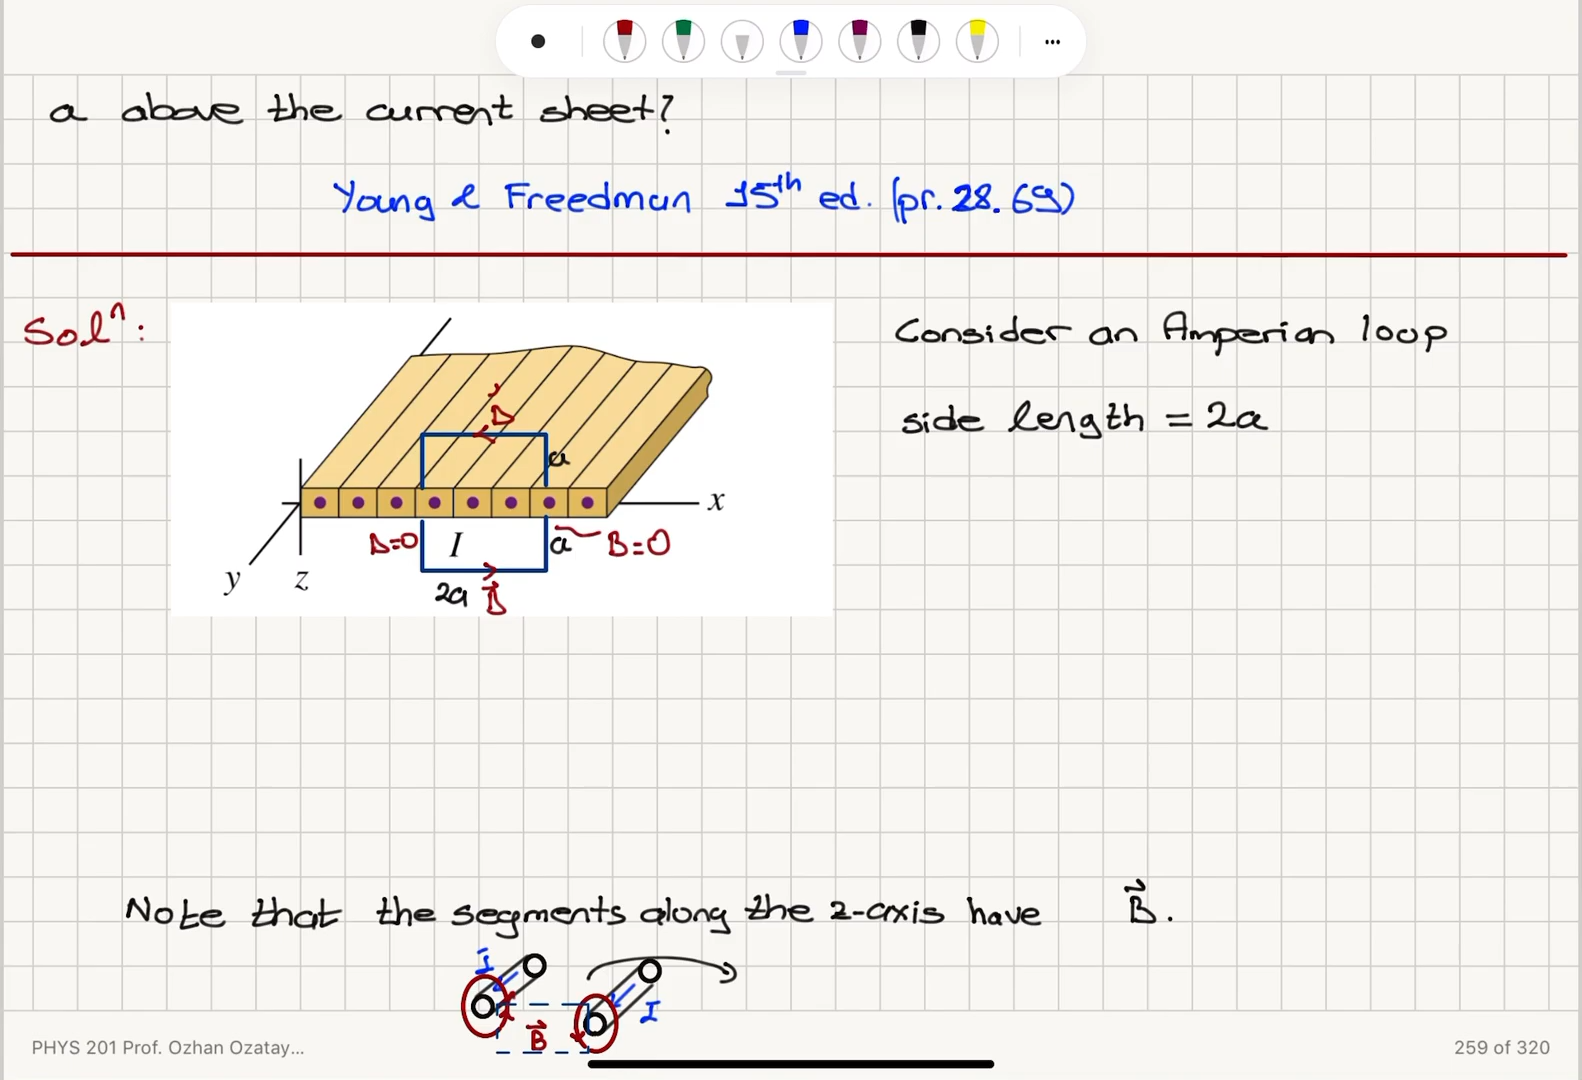 a above the current sheet?
Young & Freedman 15th ed. (pr. 28.69)
Solⁿ:
Consider an Amperian loop
side length = 2a
B
a
x
B=0 I a B=0
y z
2a B⃗
Note that the segments along the z-axis have B⃗.
I
I
B⃗
PHYS 201 Prof. Ozhan Ozatay...
259 of 320